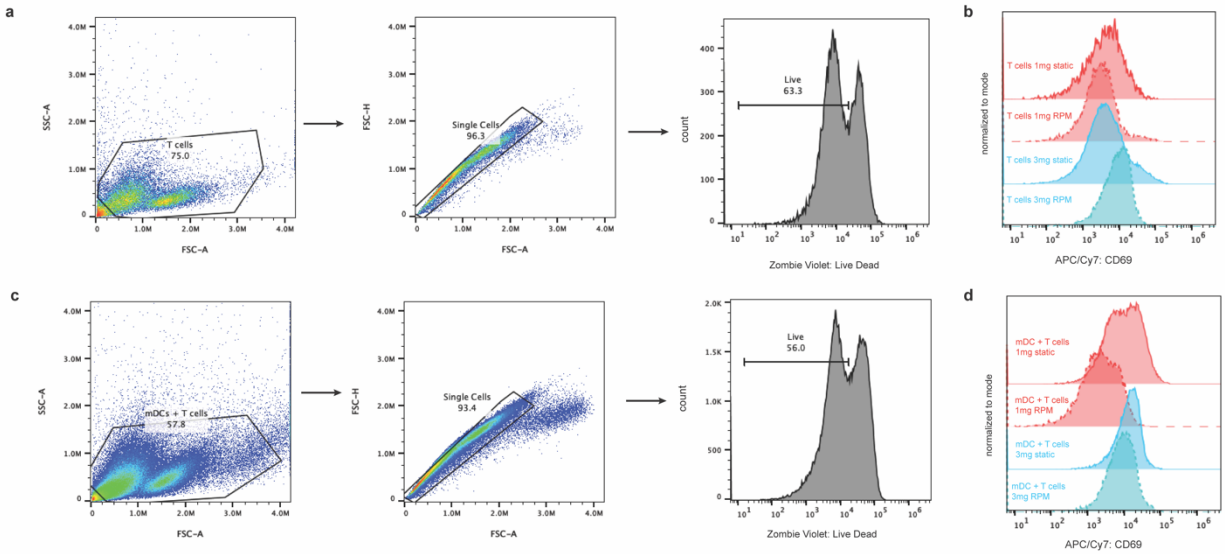 a
SSC-A
4.0M
3.0M
2.0M
1.0M
0
T cells
75.0
0
1.0M
2.0M
3.0M
4.0M
FSC-A
FSC-H
4.0M
3.0M
2.0M
1.0M
0
Single Cells
96.3
0
1.0M
2.0M
3.0M
4.0M
FSC-A
count
400
300
200
100
0
Live
63.3
10¹
10²
10³
10⁴
10⁵
10⁶
Zombie Violet: Live Dead
b
normalized to mode
T cells 1mg static
T cells 1mg RPM
T cells 3mg static
T cells 3mg RPM
10¹
10²
10³
10⁴
10⁵
10⁶
APC/Cy7: CD69
c
SSC-A
4.0M
3.0M
2.0M
1.0M
0
mDCs + T cells
57.8
0
1.0M
2.0M
3.0M
4.0M
FSC-A
FSC-H
4.0M
3.0M
2.0M
1.0M
0
Single Cells
93.4
0
1.0M
2.0M
3.0M
4.0M
FSC-A
count
2.0K
1.5K
1.0K
500
0
Live
56.0
10¹
10²
10³
10⁴
10⁵
10⁶
Zombie Violet: Live Dead
d
normalized to mode
mDC + T cells
1mg static
mDC + T cells
1mg RPM
mDC + T cells
3mg static
mDC + T cells
3mg RPM
10¹
10²
10³
10⁴
10⁵
10⁶
APC/Cy7: CD69